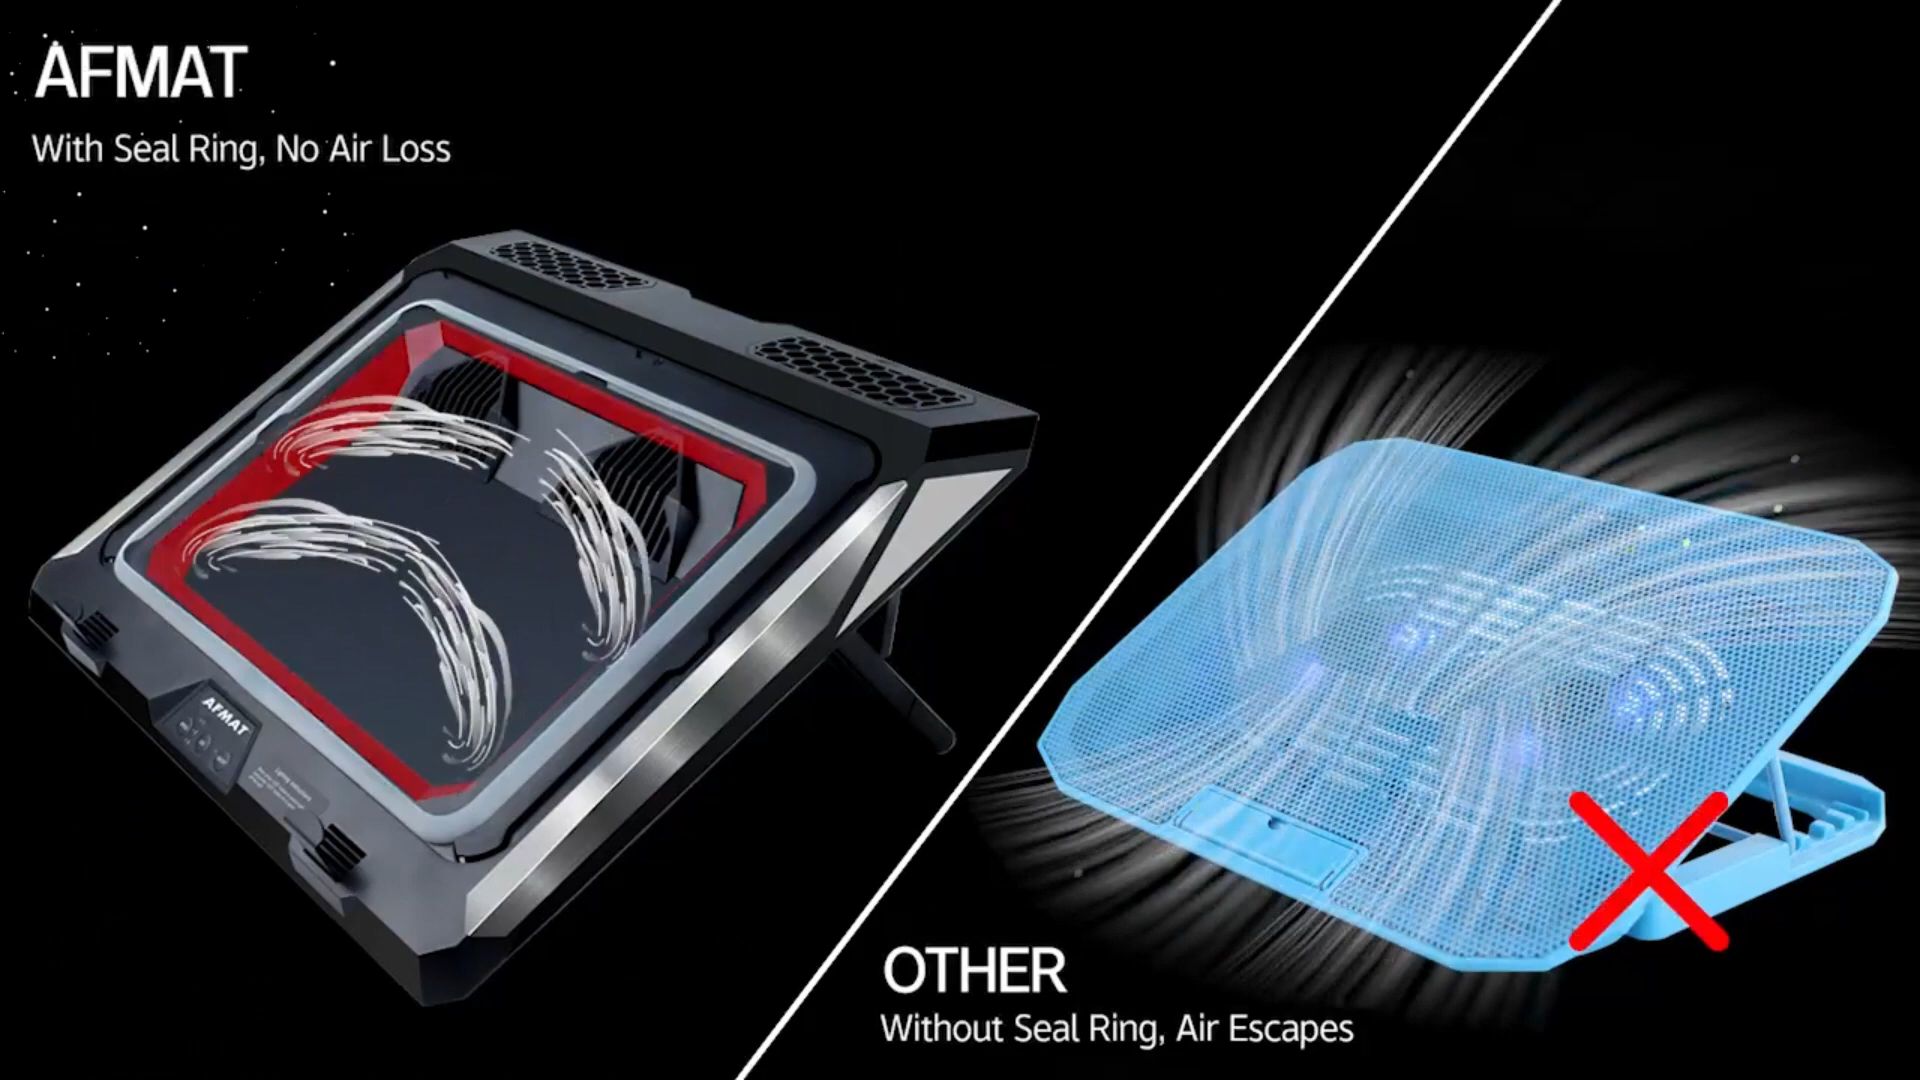 AFMAT
With Seal Ring, No Air Loss
AFMAT
OTHER
Without Seal Ring, Air Escapes